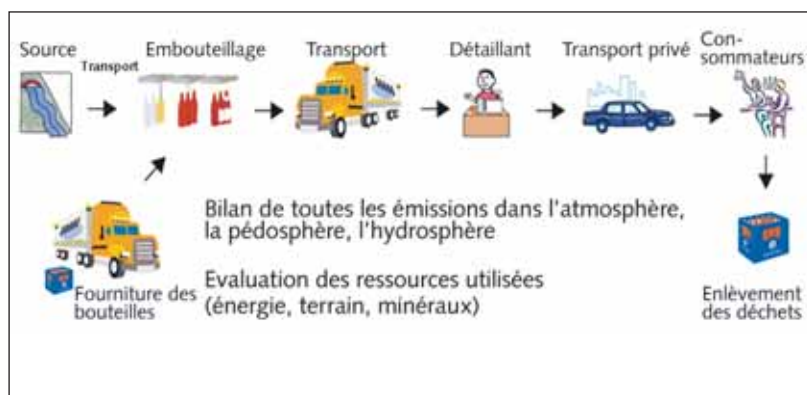 Source
Transport
Embouteillage
Transport
Détaillant
Transport privé
Con-
sommateurs
Bilan de toutes les émissions dans l'atmosphère,
la pédosphère, l'hydrosphère
Evaluation des ressources utilisées
(énergie, terrain, minéraux)
Fourniture des
bouteilles
Enlèvement
des déchets